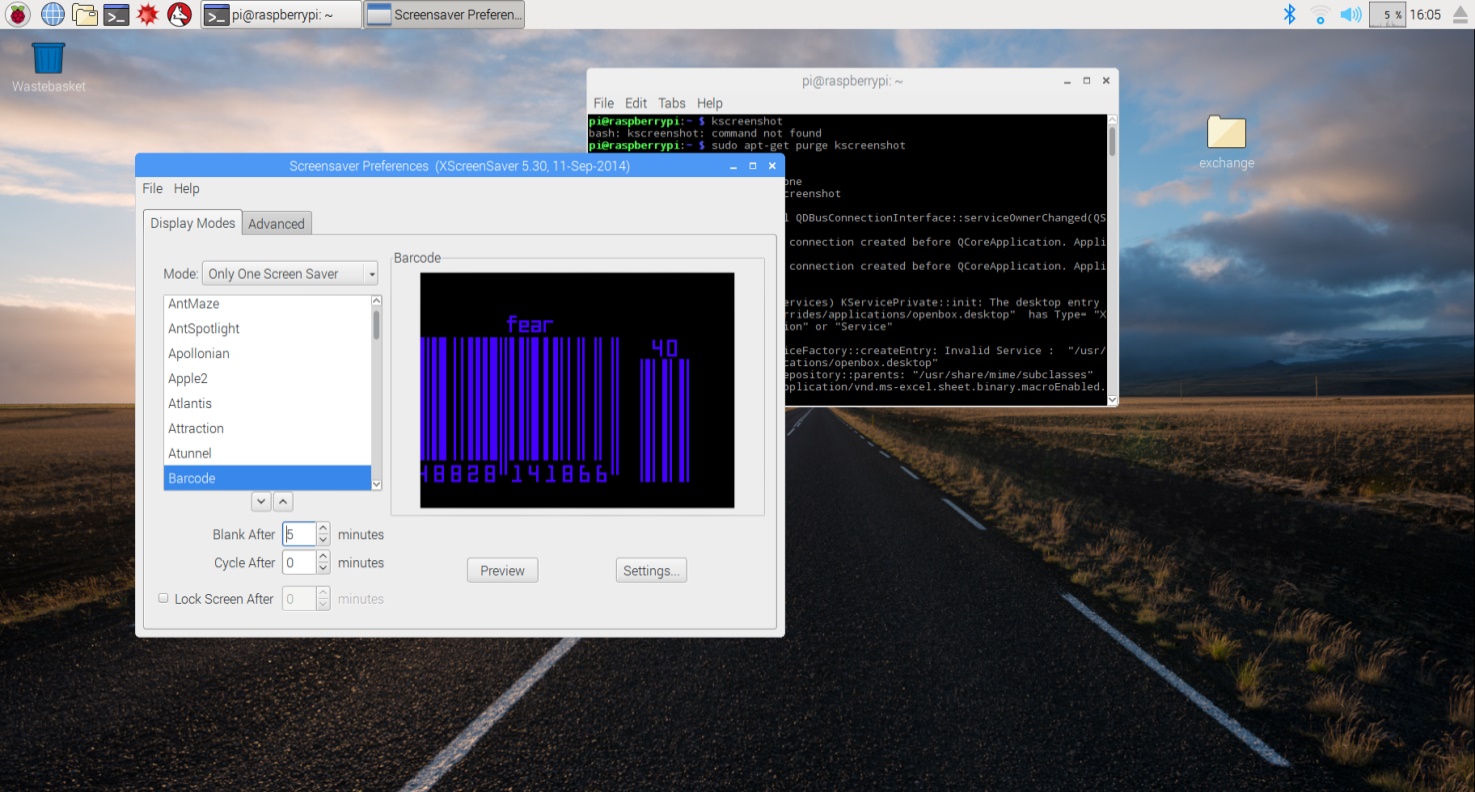 pi@raspberrypi: ~
Screensaver Preferen...
5 %
16:05
Wastebasket
exchange
pi@raspberrypi: ~
File Edit Tabs Help
pi@raspberrypi:~ $ kscreenshot
bash: kscreenshot: command not found
pi@raspberrypi:~ $ sudo apt-get purge kscreenshot
one
creenshot
l QDBusConnectionInterface::serviceOwnerChanged(QS
connection created before QCoreApplication. Appli
connection created before QCoreApplication. Appli
ervices) KServicePrivate::init: The desktop entry
rrides/applications/openbox.desktop" has Type= "X
ion" or "Service"
iceFactory::createEntry: Invalid Service : "/usr/
cations/openbox.desktop"
epository::parents: "/usr/share/mime/subclasses"
pplication/vnd.ms-excel.sheet.binary.macroEnabled.
Screensaver Preferences (XScreenSaver 5.30, 11-Sep-2014)
File Help
Display Modes Advanced
Mode: Only One Screen Saver
AntMaze
AntSpotlight
Apollonian
Apple2
Atlantis
Attraction
Atunnel
Barcode
Blank After 5 minutes
Cycle After 0 minutes
Lock Screen After 0 minutes
Barcode
fear
40
48828 141866
Preview Settings...